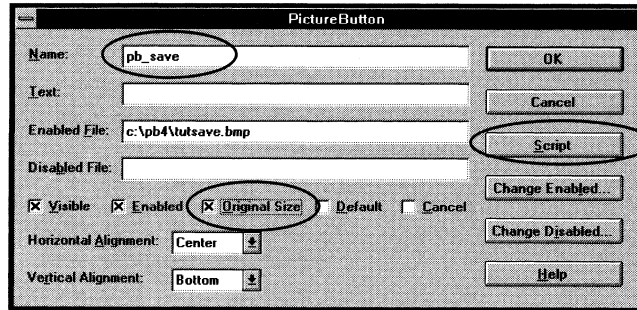 PictureButton
Name: pb_save
Text:
Enabled File: c:\pb4\tutsave.bmp
Disabled File:
Visible Enabled Original Size Default Cancel
Horizontal Alignment: Center
Vertical Alignment: Bottom
OK
Cancel
Script
Change Enabled...
Change Disabled...
Help